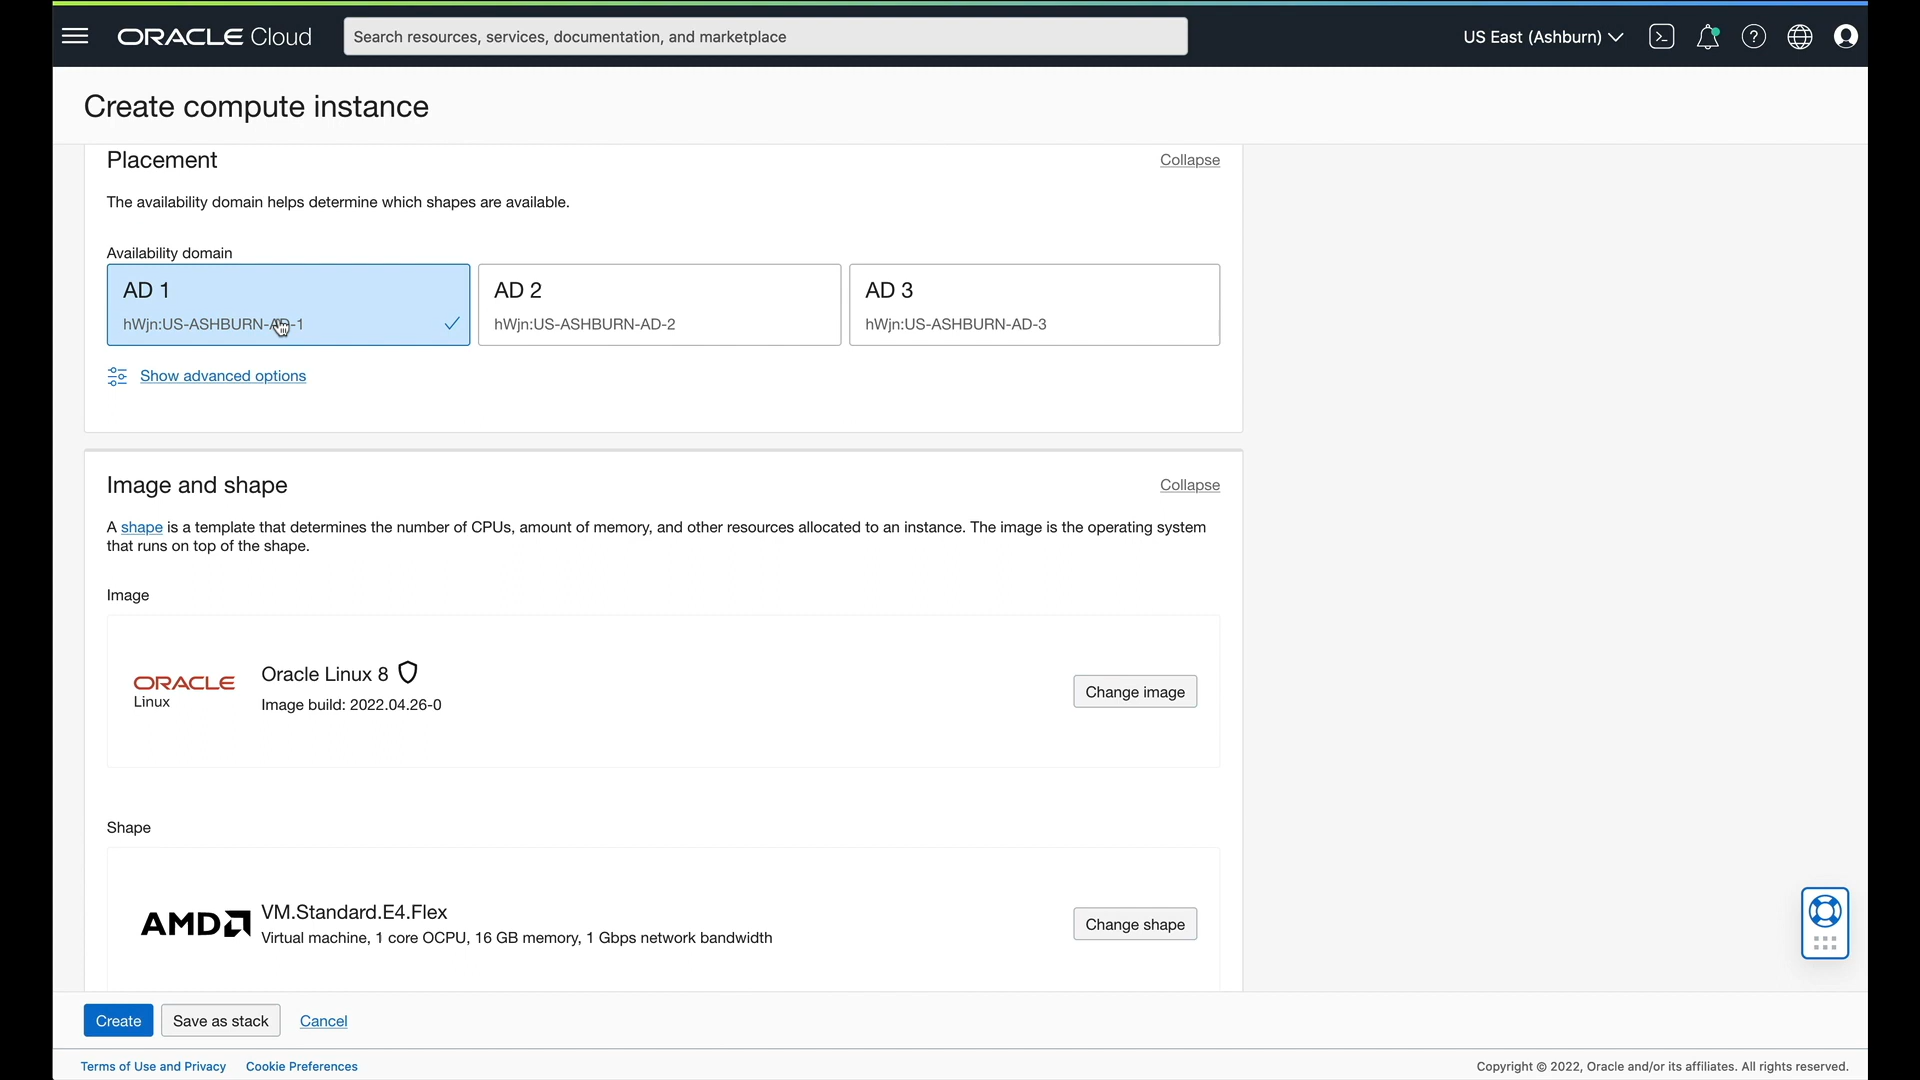 ORACLE Cloud
Search resources, services, documentation, and marketplace
US East (Ashburn)
Create compute instance
Placement
Collapse
The availability domain helps determine which shapes are available.
Availability domain
AD 1
hWjn:US-ASHBURN-AD-1
AD 2
hWjn:US-ASHBURN-AD-2
AD 3
hWjn:US-ASHBURN-AD-3
Show advanced options
Image and shape
Collapse
A shape is a template that determines the number of CPUs, amount of memory, and other resources allocated to an instance. The image is the operating system
that runs on top of the shape.
Image
ORACLE
Linux
Oracle Linux 8
Image build: 2022.04.26-0
Change image
Shape
AMD
VM.Standard.E4.Flex
Virtual machine, 1 core OCPU, 16 GB memory, 1 Gbps network bandwidth
Change shape
Create
Save as stack
Cancel
Terms of Use and Privacy
Cookie Preferences
Copyright © 2022, Oracle and/or its affiliates. All rights reserved.